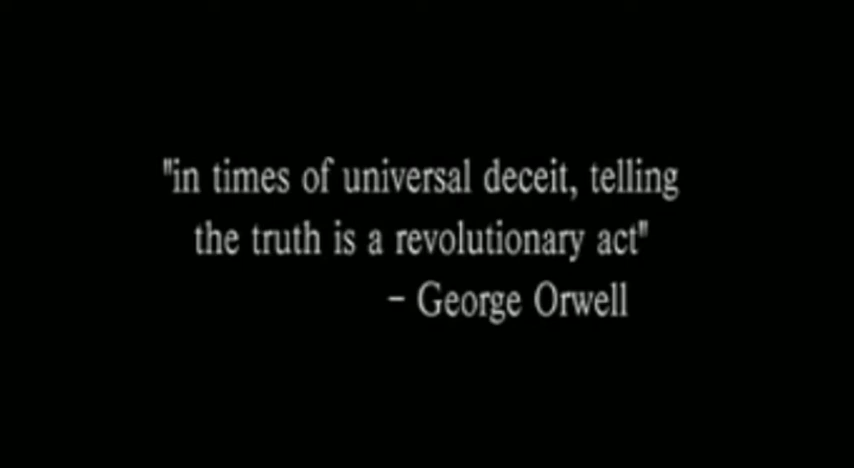 "in times of universal deceit, telling
the truth is a revolutionary act"
- George Orwell